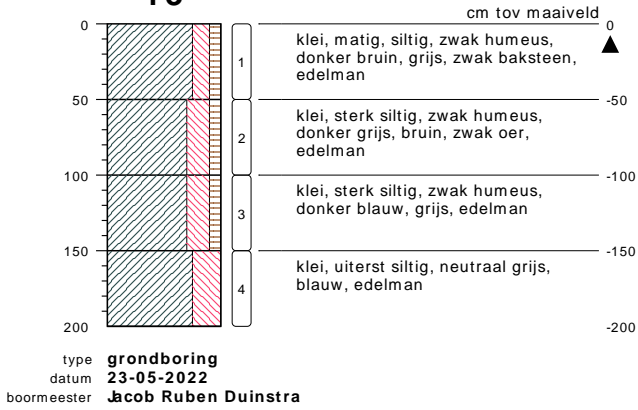 cm tov maaiveld
0
0
1
klei, matig, siltig, zwak humeus,
donker bruin, grijs, zwak baksteen,
edelman
50
-50
2
klei, sterk siltig, zwak humeus,
donker grijs, bruin, zwak oer,
edelman
100
-100
3
klei, sterk siltig, zwak humeus,
donker blauw, grijs, edelman
150
-150
4
klei, uiterst siltig, neutraal grijs,
blauw, edelman
200
-200
type grondboring
datum 23-05-2022
boormeester Jacob Ruben Duinstra